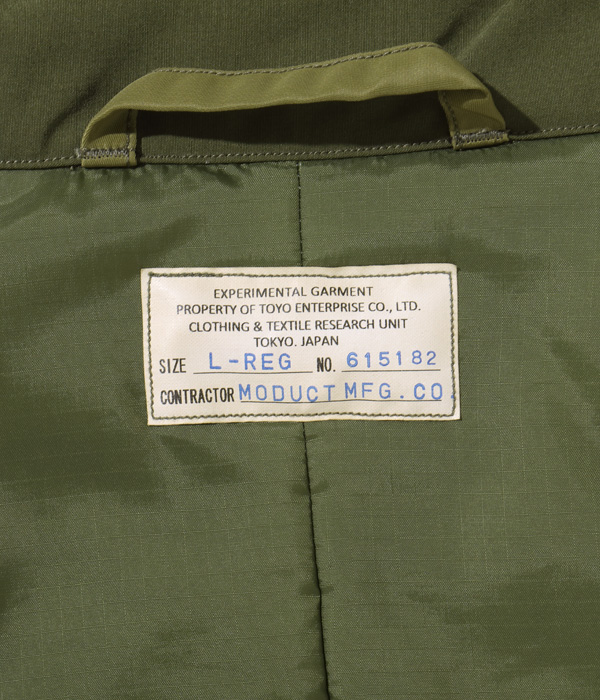 EXPERIMENTAL GARMENT
PROPERTY OF TOYO ENTERPRISE CO., LTD.
CLOTHING & TEXTILE RESEARCH UNIT
TOKYO. JAPAN
SIZE L-REG NO. 615182
CONTRACTOR MODUCT MFG. CO.